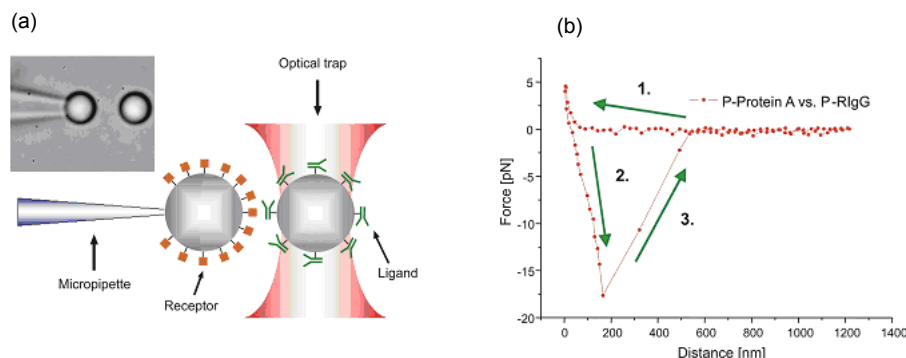 (a)
Optical trap
Micropipette
Receptor
Ligand
(b)
P-Protein A vs. P-RIgG
1.
2.
3.
Force [pN]
5
0
-5
-10
-15
-20
0 200 400 600 800 1000 1200 1400
Distance [nm]